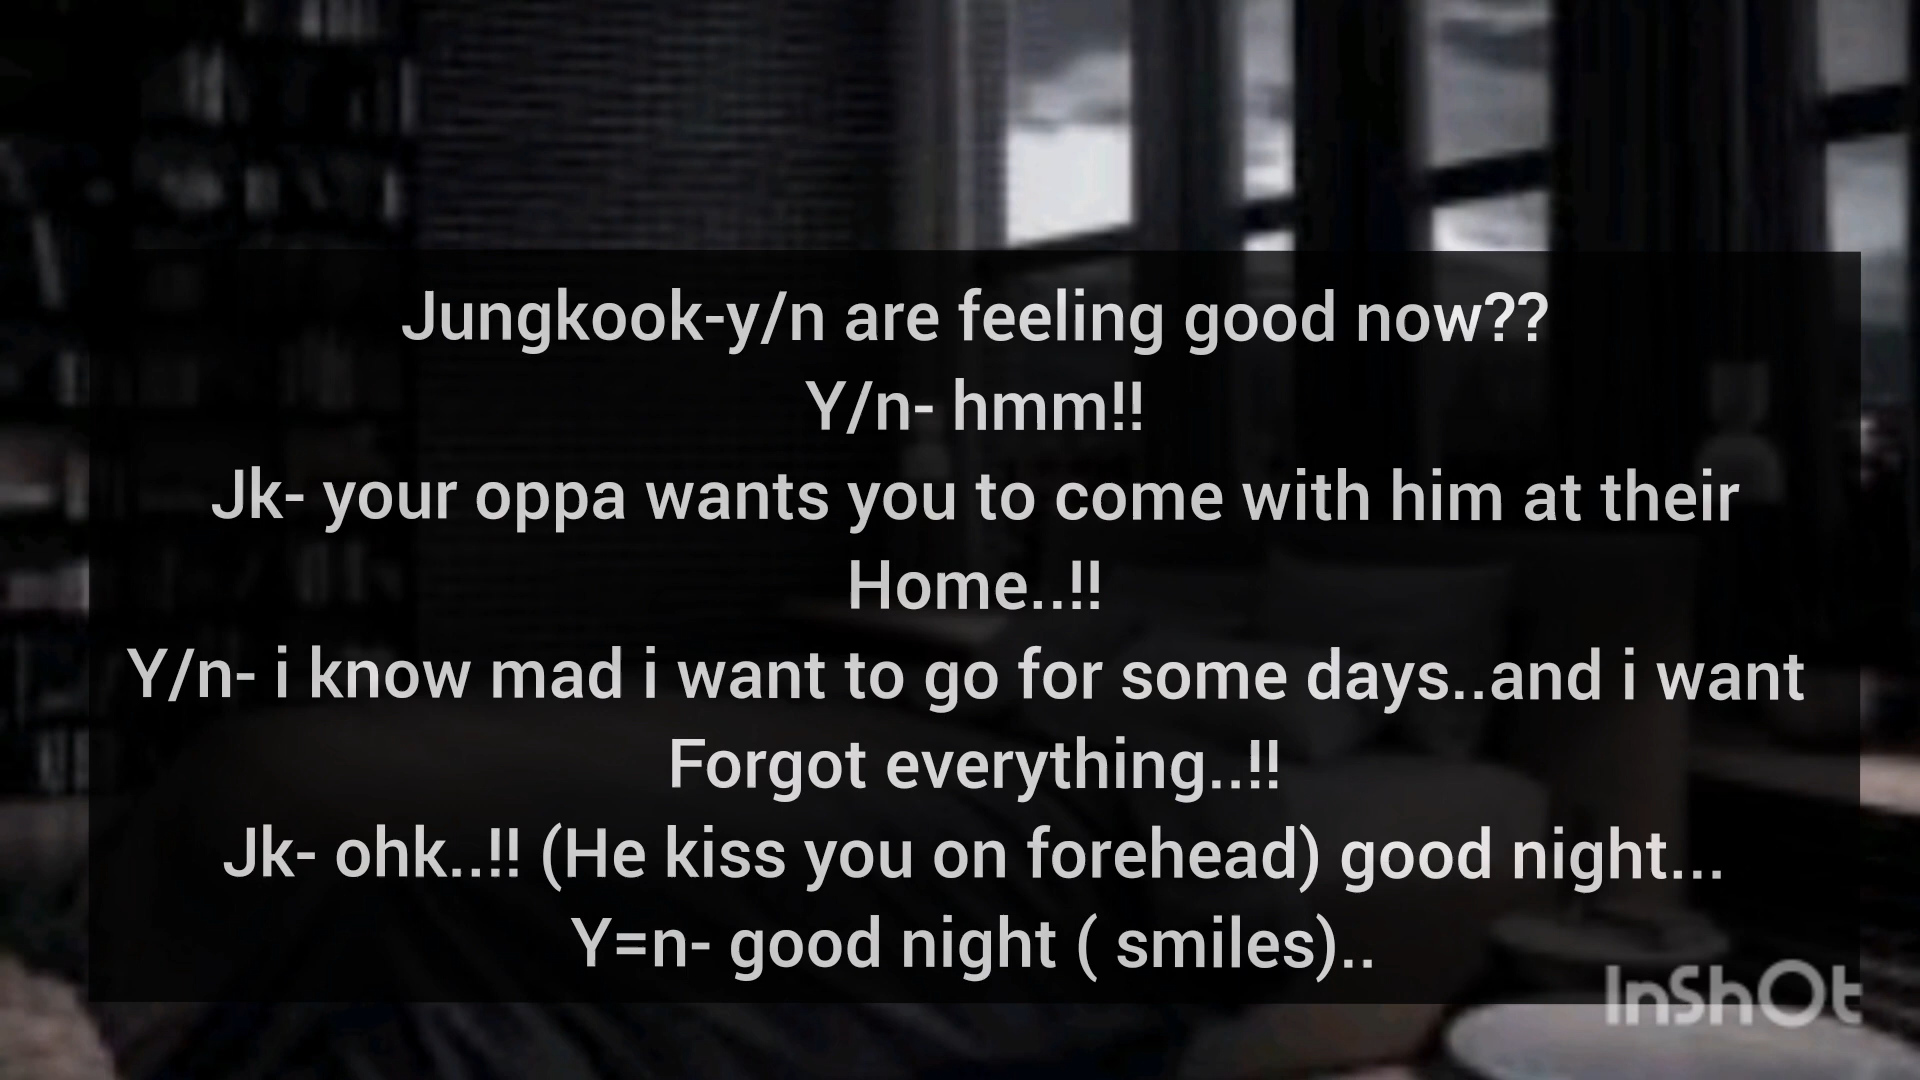 Jungkook-y/n are feeling good now??
Y/n- hmm!!
Jk- your oppa wants you to come with him at their
Home..!!
Y/n- i know mad i want to go for some days..and i want
Forgot everything..!!
Jk- ohk..!! (He kiss you on forehead) good night...
Y=n- good night ( smiles)..
InShOt